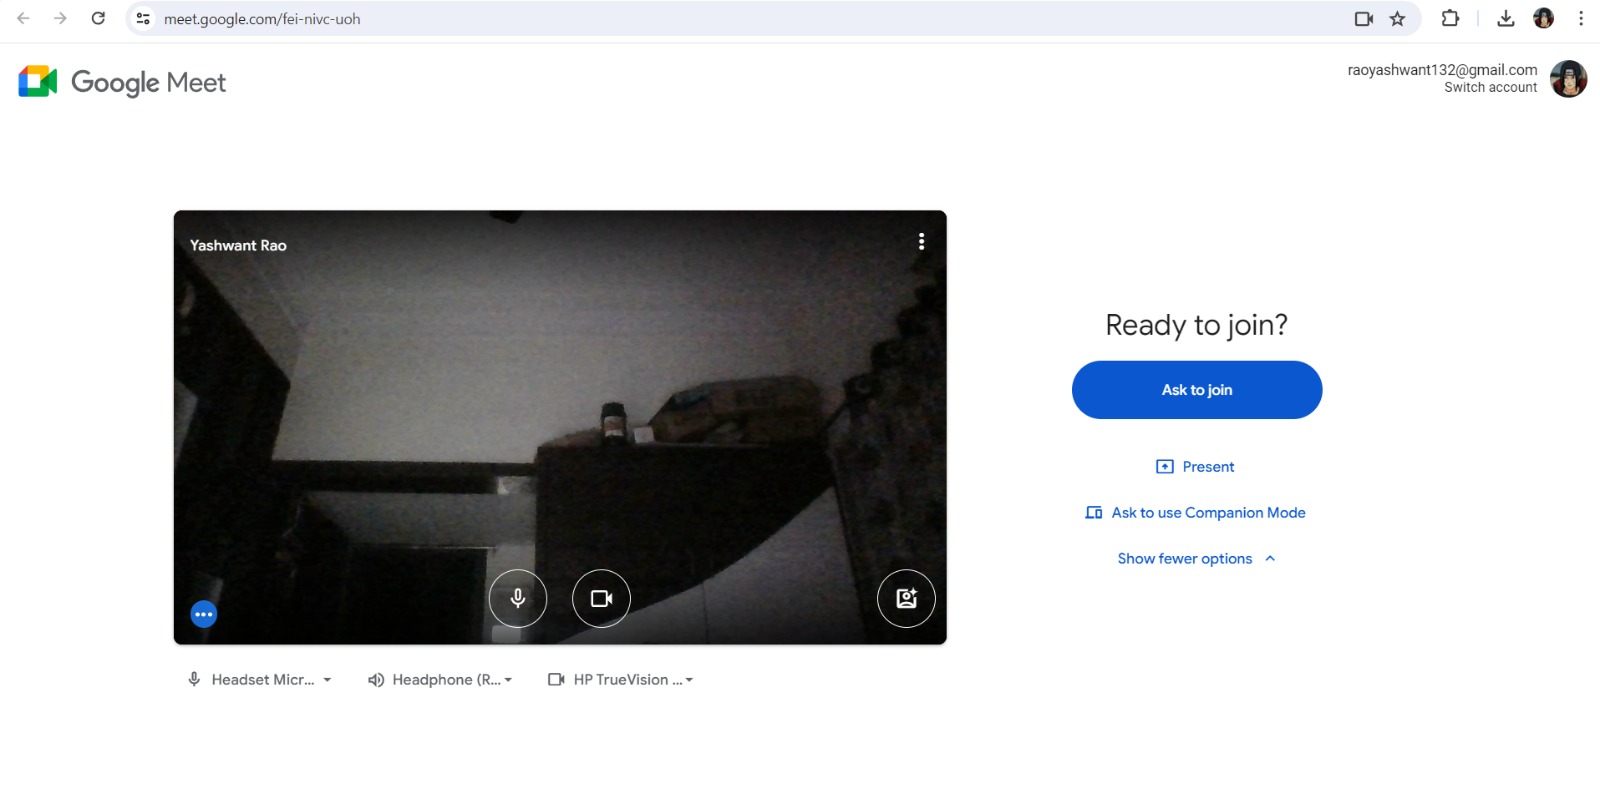 meet.google.com/fei-nivc-uoh
Google Meet
raoyashwant132@gmail.com
Switch account
Yashwant Rao
Ready to join?
Ask to join
Present
Ask to use Companion Mode
Show fewer options
Headset Micr...
Headphone (R...
HP TrueVision ...